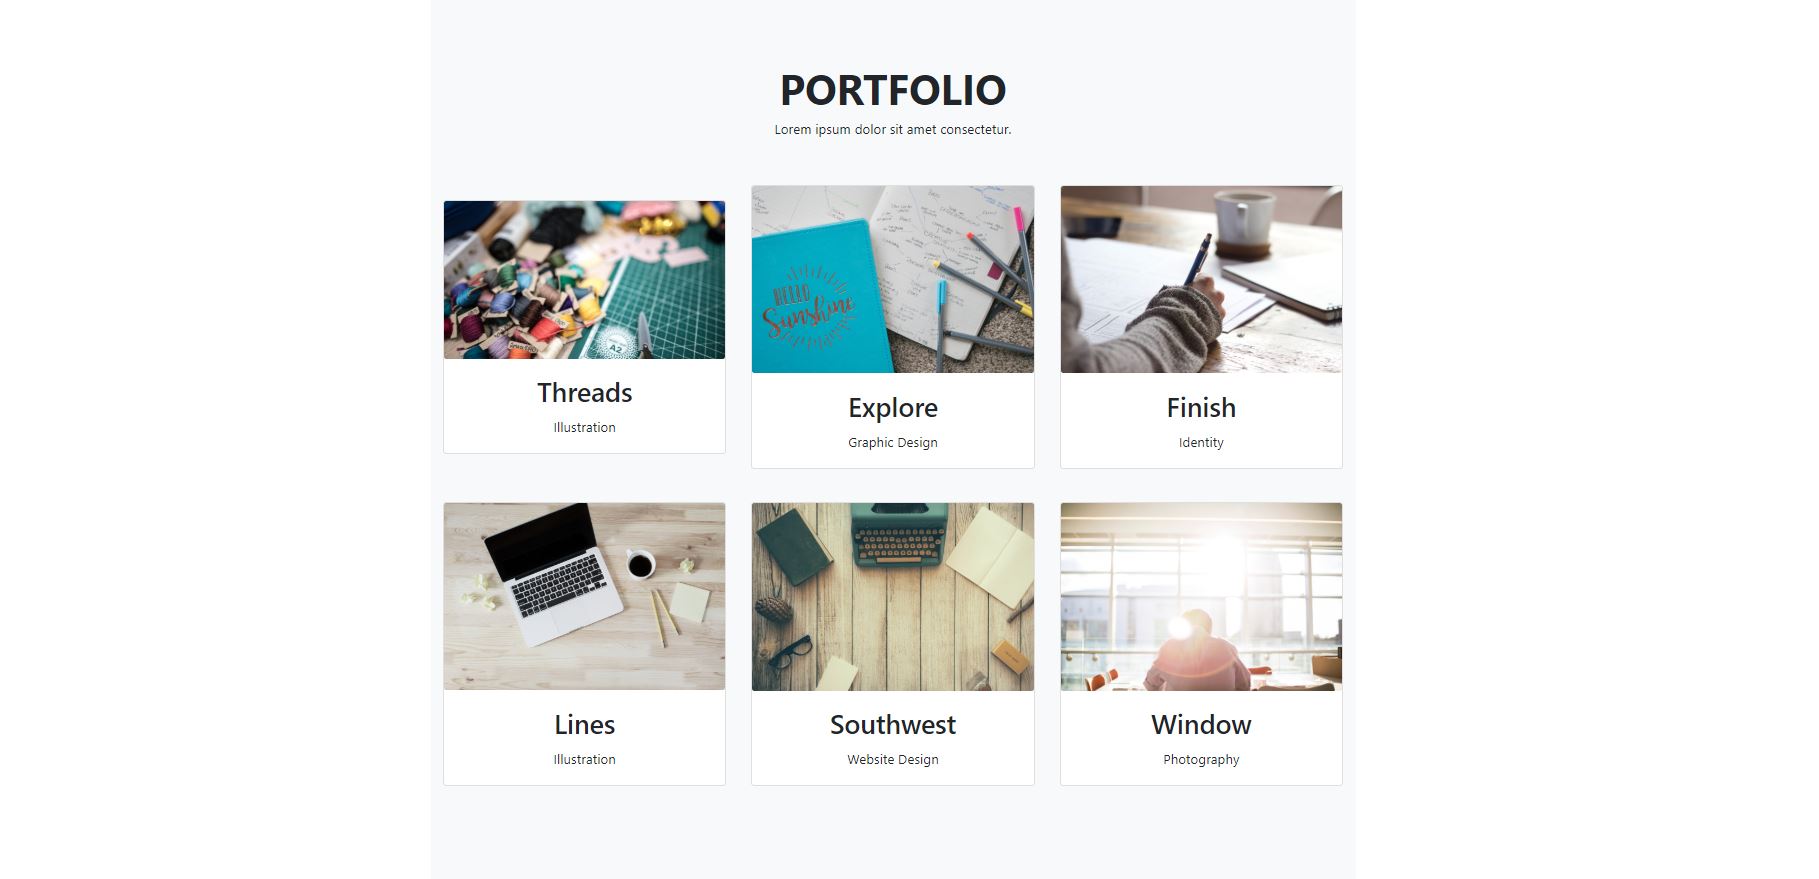 PORTFOLIO
Lorem ipsum dolor sit amet consectetur.
HELLO
Sunshine
A2
Threads
Illustration
Explore
Graphic Design
Finish
Identity
Lines
Illustration
Southwest
Website Design
Window
Photography